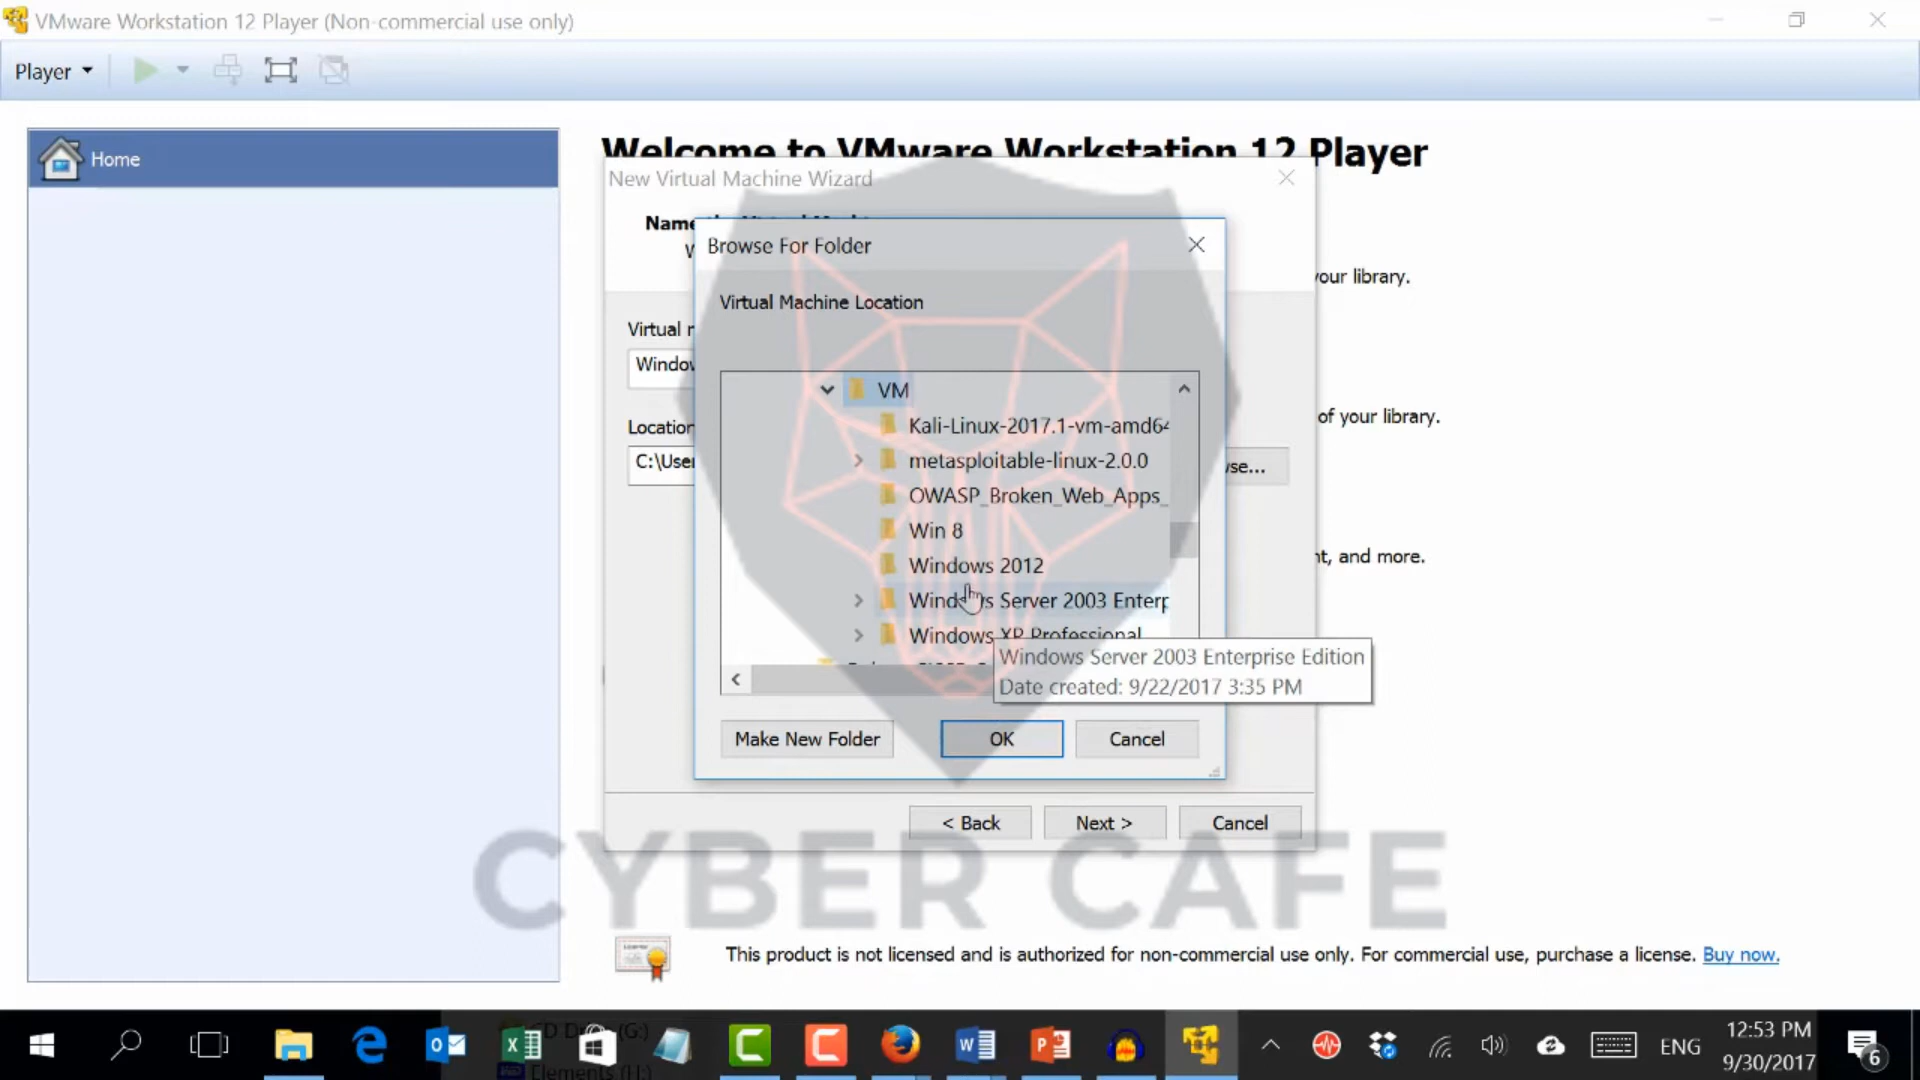 VMware Workstation 12 Player (Non-commercial use only)
Player
Home
Welcome to VMware Workstation 12 Player
New Virtual Machine Wizard
Name
Browse For Folder
your library.
Virtual Machine Location
Virtual
Window
of your library.
Location
C:\User
VM
Kali-Linux-2017.1-vm-amd64
metasploitable-linux-2.0.0
OWASP_Broken_Web_Apps_
Win 8
Windows 2012
Windows Server 2003 Enterp
Windows XP Professional
and more.
Windows Server 2003 Enterprise Edition
Date created: 9/22/2017 3:35 PM
Make New Folder
OK
Cancel
< Back
Next >
Cancel
CYBER CAFE
This product is not licensed and is authorized for non-commercial use only. For commercial use, purchase a license. Buy now.
Elements (H:)
ENG
12:53 PM
9/30/2017
6